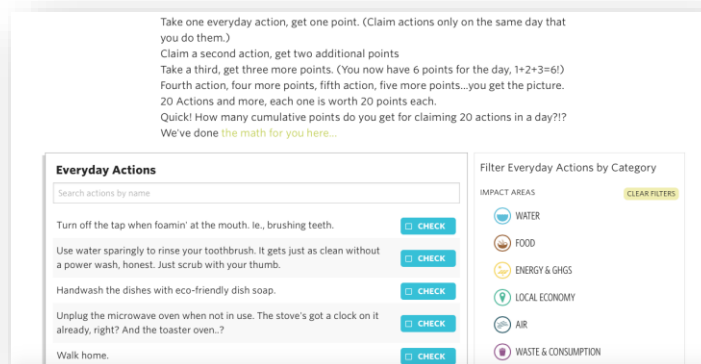 Take one everyday action, get one point. (Claim actions only on the same day that
you do them.)
Claim a second action, get two additional points
Take a third, get three more points. (You now have 6 points for the day, 1+2+3=6!)
Fourth action, four more points, fifth action, five more points...you get the picture.
20 Actions and more, each one is worth 20 points each.
Quick! How many cumulative points do you get for claiming 20 actions in a day?!?
We've done the math for you here...
Everyday Actions
Search actions by name
Turn off the tap when foamin' at the mouth. Ie., brushing teeth.
CHECK
Use water sparingly to rinse your toothbrush. It gets just as clean without
a power wash, honest. Just scrub with your thumb.
CHECK
Handwash the dishes with eco-friendly dish soap.
CHECK
Unplug the microwave oven when not in use. The stove's got a clock on it
already, right? And the toaster oven..?
CHECK
Walk home.
CHECK
Filter Everyday Actions by Category
IMPACT AREAS
CLEAR FILTERS
WATER
FOOD
ENERGY & GHGS
LOCAL ECONOMY
AIR
WASTE & CONSUMPTION